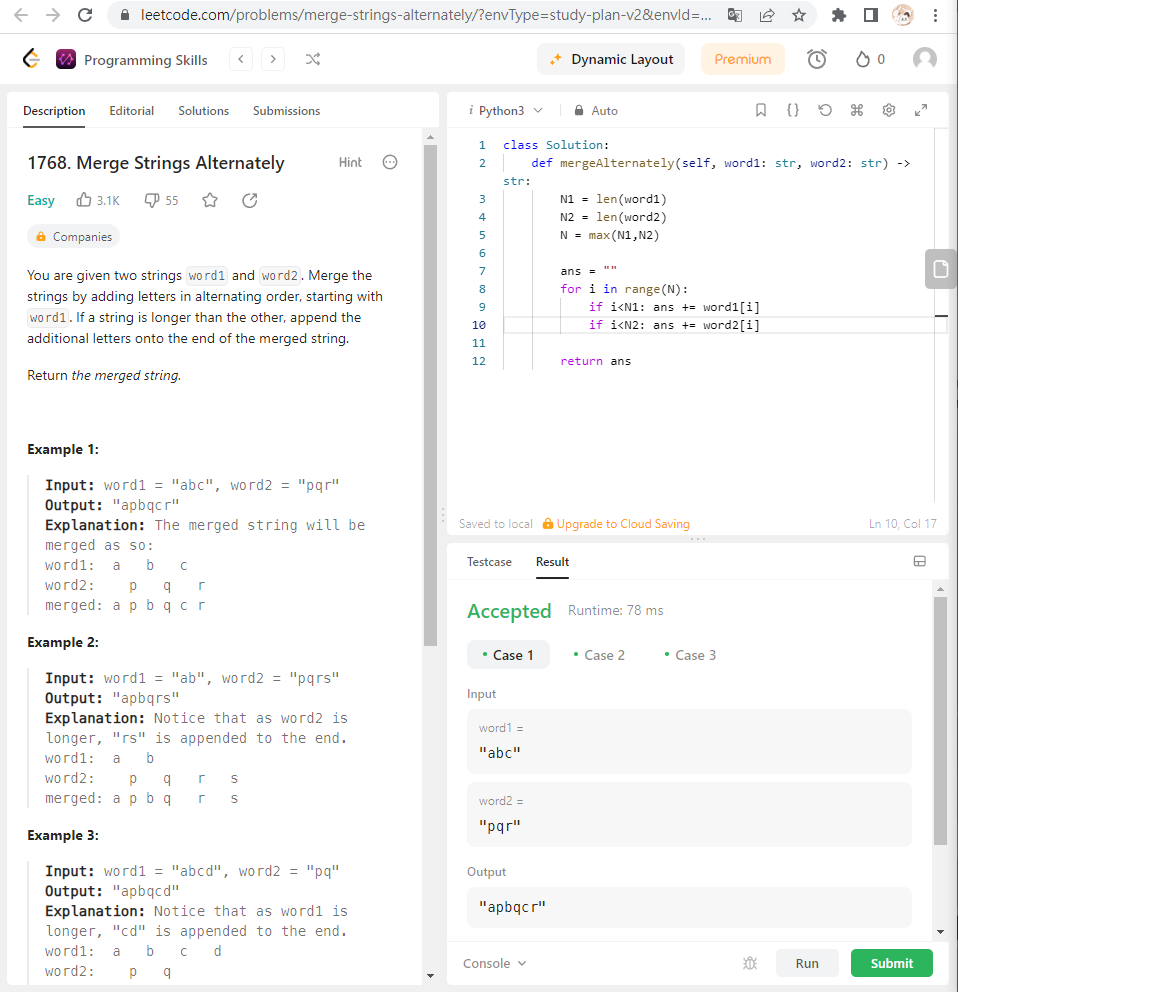 leetcode.com/problems/merge-strings-alternately/?envType=study-plan-v2&envId=...
Programming Skills
Dynamic Layout
Premium
0
Description Editorial Solutions Submissions
1768. Merge Strings Alternately
Hint
Easy 3.1K 55
Companies
You are given two strings word1 and word2. Merge the
strings by adding letters in alternating order, starting with
word1. If a string is longer than the other, append the
additional letters onto the end of the merged string.
Return the merged string.
Example 1:
Input: word1 = "abc", word2 = "pqr"
Output: "apbqcr"
Explanation: The merged string will be
merged as so:
word1:  a   b   c
word2:    p   q   r
merged: a p b q c r
Example 2:
Input: word1 = "ab", word2 = "pqrs"
Output: "apbqrs"
Explanation: Notice that as word2 is
longer, "rs" is appended to the end.
word1:  a   b
word2:    p   q   r   s
merged: a p b q   r   s
Example 3:
Input: word1 = "abcd", word2 = "pq"
Output: "apbqcd"
Explanation: Notice that as word1 is
longer, "cd" is appended to the end.
word1:  a   b   c   d
word2:    p   q
i Python3 Auto
1 class Solution:
2     def mergeAlternately(self, word1: str, word2: str) ->
str:
3         N1 = len(word1)
4         N2 = len(word2)
5         N = max(N1,N2)
6
7         ans = ""
8         for i in range(N):
9             if i<N1: ans += word1[i]
10             if i<N2: ans += word2[i]
11
12         return ans
Saved to local Upgrade to Cloud Saving Ln 10, Col 17
Testcase Result
Accepted Runtime: 78 ms
• Case 1 • Case 2 • Case 3
Input
word1 =
"abc"
word2 =
"pqr"
Output
"apbqcr"
Console Run Submit